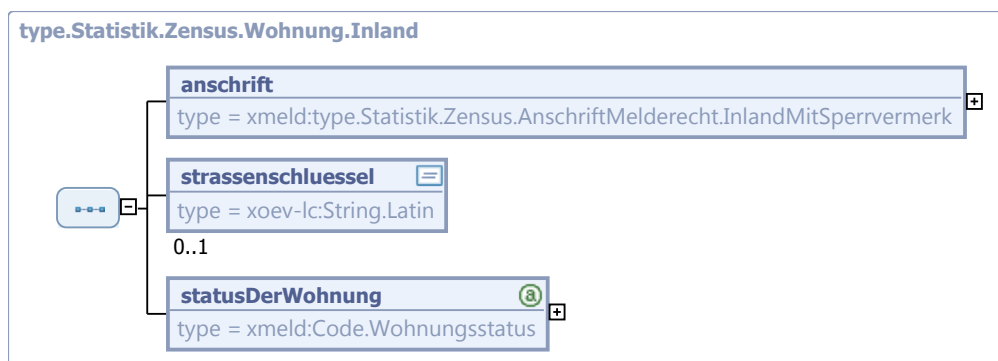 type.Statistik.Zensus.Wohnung.Inland
anschrift
type = xmeld:type.Statistik.Zensus.AnschriftMelderecht.InlandMitSperrvermerk
strassenschluessel
type = xoev-lc:String.Latin
0..1
statusDerWohnung
type = xmeld:Code.Wohnungsstatus